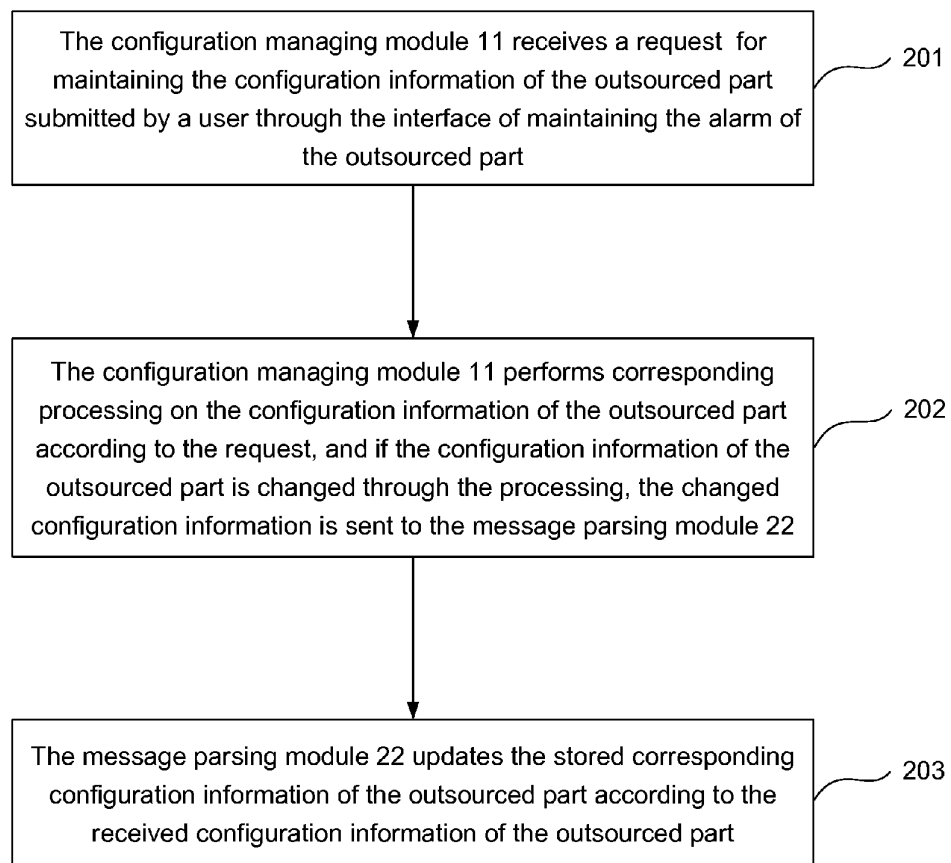 The configuration managing module 11 receives a request for
maintaining the configuration information of the outsourced part
submitted by a user through the interface of maintaining the alarm of
the outsourced part
201
The configuration managing module 11 performs corresponding
processing on the configuration information of the outsourced part
according to the request, and if the configuration information of the
outsourced part is changed through the processing, the changed
configuration information is sent to the message parsing module 22
202
The message parsing module 22 updates the stored corresponding
configuration information of the outsourced part according to the
received configuration information of the outsourced part
203